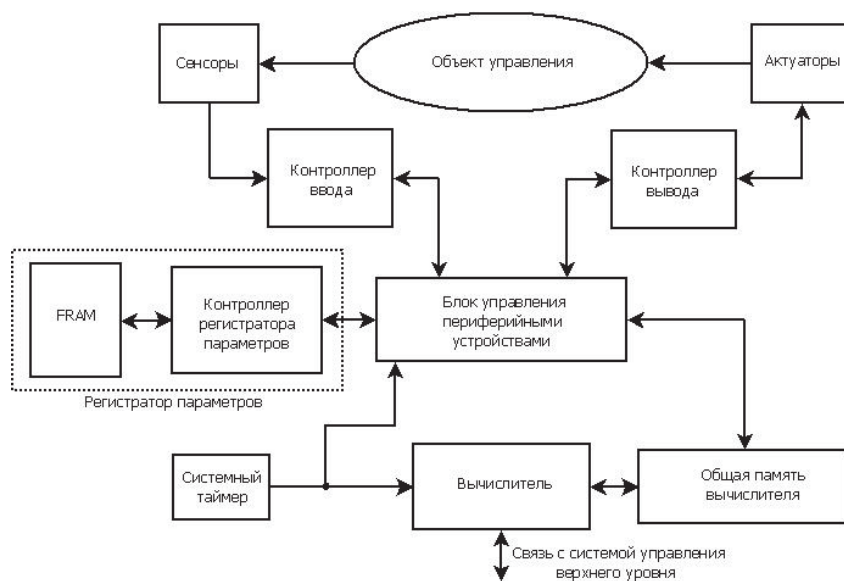 Сенсоры
Объект управления
Актуаторы
Контроллер
ввода
Контроллер
вывода
FRAM
Контроллер
регистратора
параметров
Блок управления
периферийными
устройствами
Регистратор параметров
Системный
таймер
Вычислитель
Общая память
вычислителя
Связь с системой управления
верхнего уровня